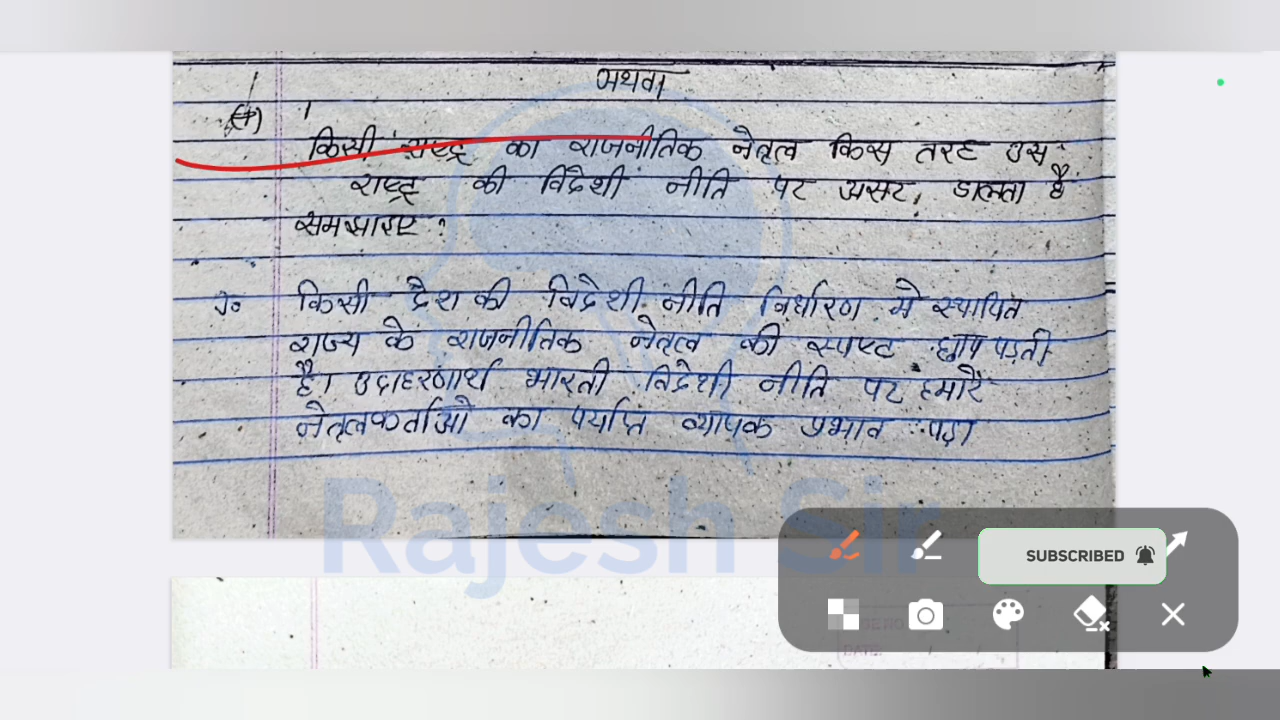 अथवा
(4)
किसी राष्ट्र का राजनीतिक नेतृत्व किस तरह उस
राष्ट्र की विदेशी नीति पर असर डालता है
समझाइए ?
उ० किसी देश की विदेशी नीति निर्धारण मे स्थापित
राज्य के राजनीतिक नेतृत्व की स्पष्ट छाप पड़ती
है। उदाहरणार्थ भारती विदेशी नीति पर हमारे
नेतृत्वकर्ताओ का पर्याप्त व्यापक प्रभाव पड़ा
Rajesh Sir
SUBSCRIBED